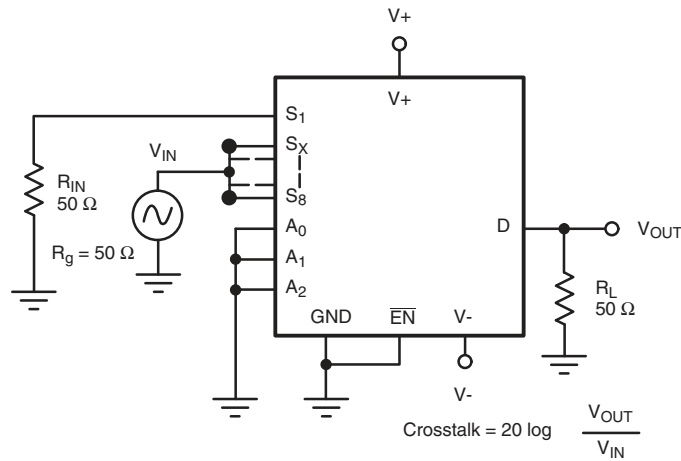 V+
V+
S1
VIN
SX
RIN
50 Ω
S8
A0
D
VOUT
Rg = 50 Ω
A1
A2
RL
50 Ω
GND
EN
V-
V-
Crosstalk = 20 log VOUT
VIN